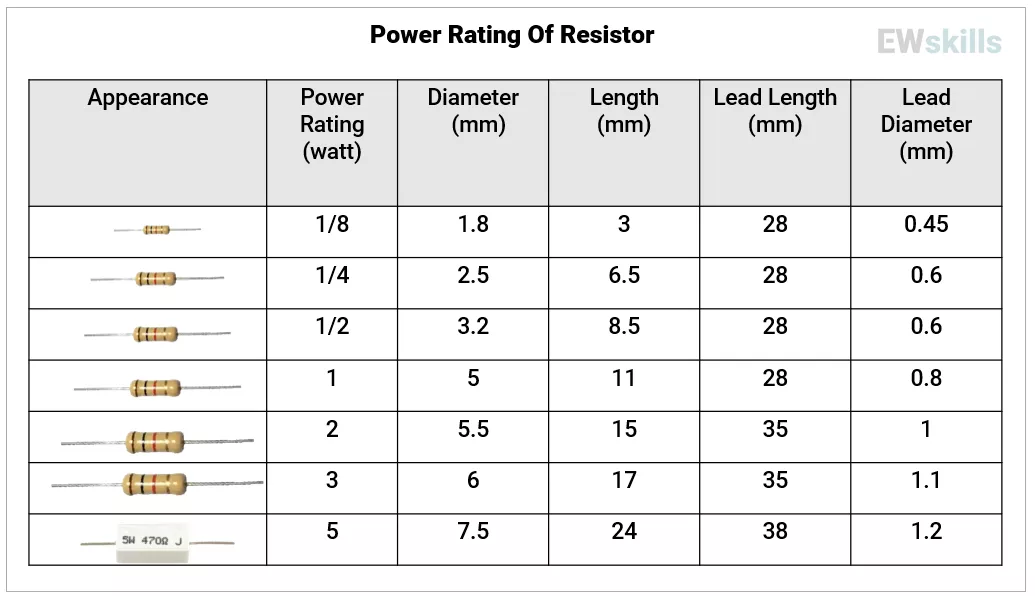 Power Rating Of Resistor
EWskills
Appearance
Power
Rating
(watt)
Diameter
(mm)
Length
(mm)
Lead Length
(mm)
Lead
Diameter
(mm)
1/8 1.8 3 28 0.45
1/4 2.5 6.5 28 0.6
1/2 3.2 8.5 28 0.6
1 5 11 28 0.8
2 5.5 15 35 1
3 6 17 35 1.1
5W 470Ω J 5 7.5 24 38 1.2